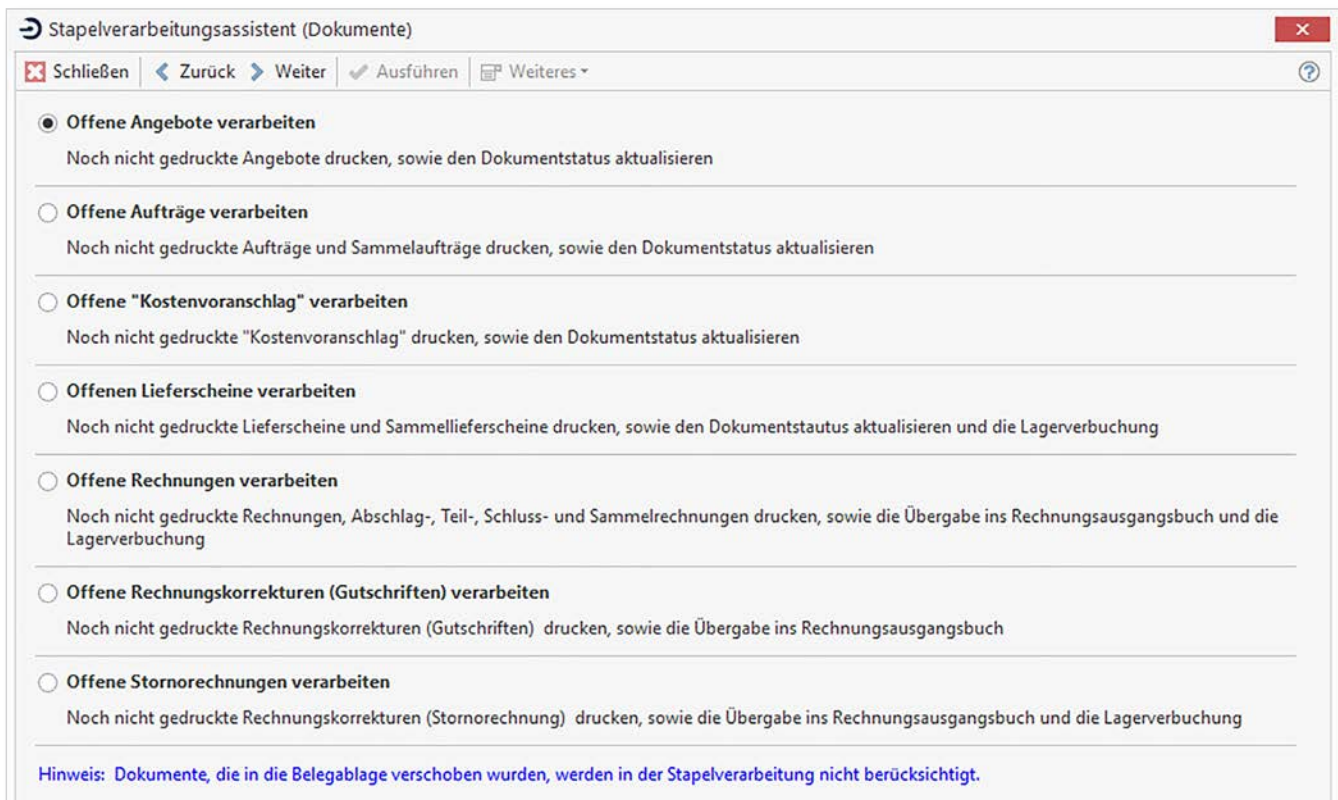 Stapelverarbeitungsassistent (Dokumente)
Schließen Zurück Weiter Ausführen Weiteres
Offene Angebote verarbeiten
Noch nicht gedruckte Angebote drucken, sowie den Dokumentstatus aktualisieren
Offene Aufträge verarbeiten
Noch nicht gedruckte Aufträge und Sammelaufträge drucken, sowie den Dokumentstatus aktualisieren
Offene "Kostenvoranschlag" verarbeiten
Noch nicht gedruckte "Kostenvoranschlag" drucken, sowie den Dokumentstatus aktualisieren
Offenen Lieferscheine verarbeiten
Noch nicht gedruckte Lieferscheine und Sammellieferscheine drucken, sowie den Dokumentstautus aktualisieren und die Lagerverbuchung
Offene Rechnungen verarbeiten
Noch nicht gedruckte Rechnungen, Abschlag-, Teil-, Schluss- und Sammelrechnungen drucken, sowie die Übergabe ins Rechnungsausgangsbuch und die
Lagerverbuchung
Offene Rechnungskorrekturen (Gutschriften) verarbeiten
Noch nicht gedruckte Rechnungskorrekturen (Gutschriften)  drucken, sowie die Übergabe ins Rechnungsausgangsbuch
Offene Stornorechnungen verarbeiten
Noch nicht gedruckte Rechnungskorrekturen (Stornorechnung)  drucken, sowie die Übergabe ins Rechnungsausgangsbuch und die Lagerverbuchung
Hinweis:  Dokumente, die in die Belegablage verschoben wurden, werden in der Stapelverarbeitung nicht berücksichtigt.